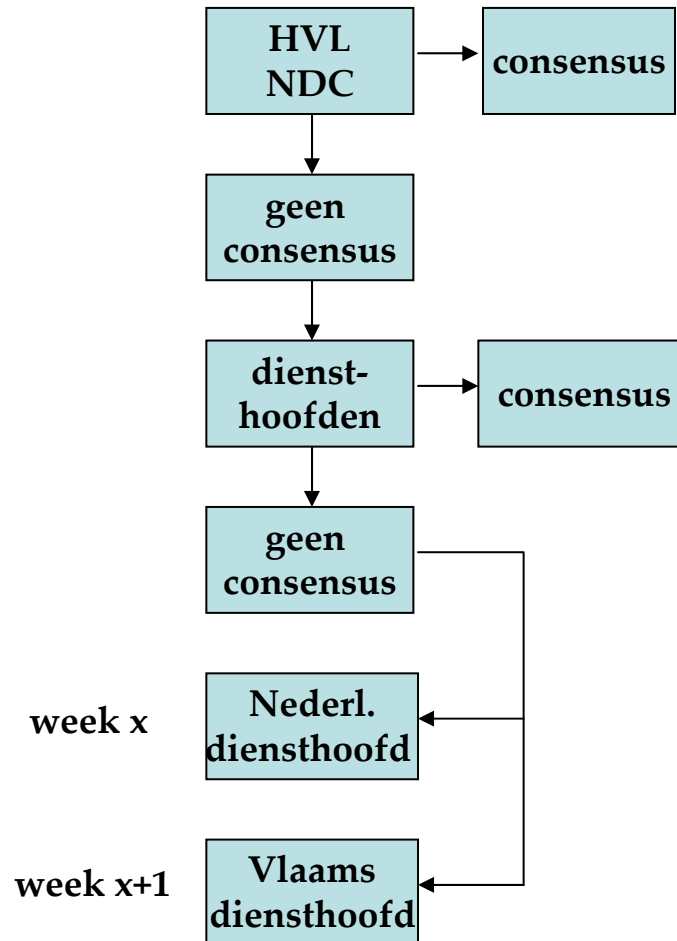 HVL
NDC
consensus
geen
consensus
dienst-
hoofden
consensus
geen
consensus
week x
Nederl.
diensthoofd
week x+1
Vlaams
diensthoofd